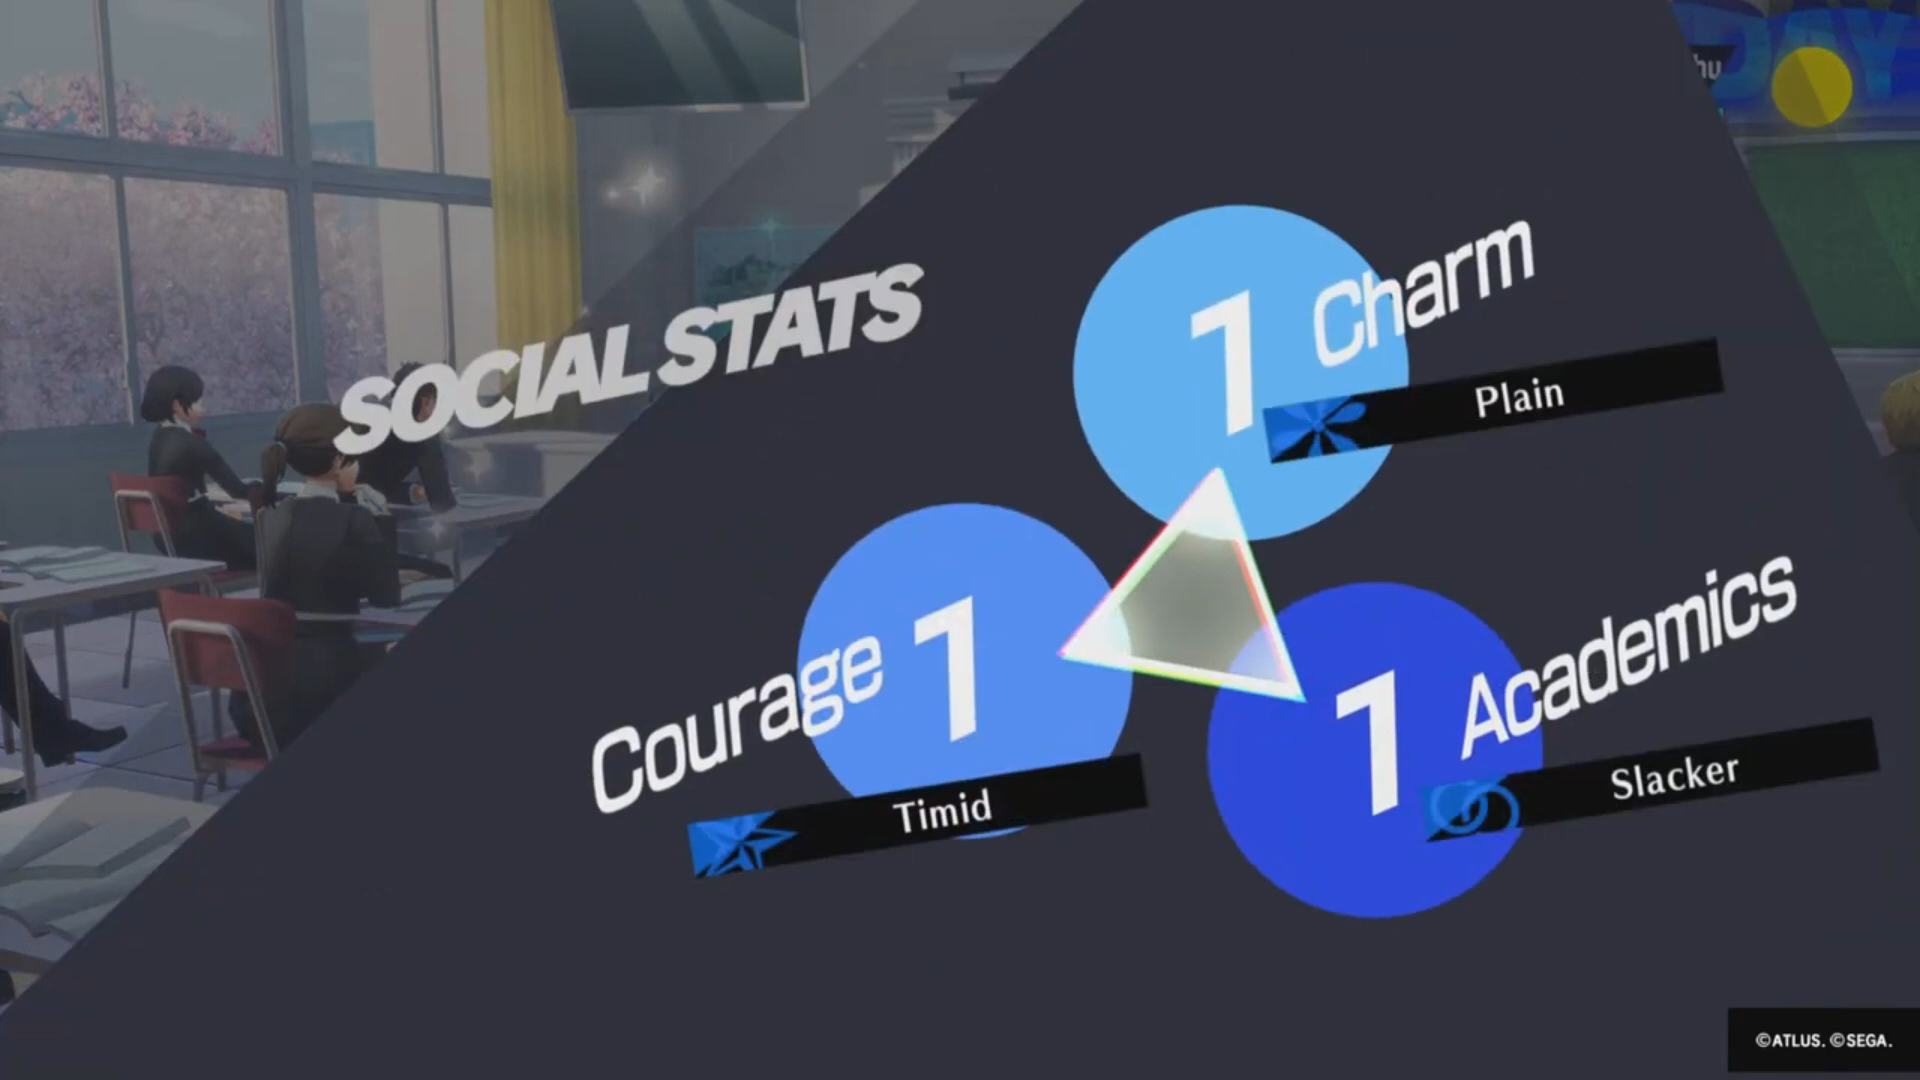 SOCIAL STATS
1 Charm
Plain
Courage 1
Timid
1 Academics
Slacker
©ATLUS. ©SEGA.